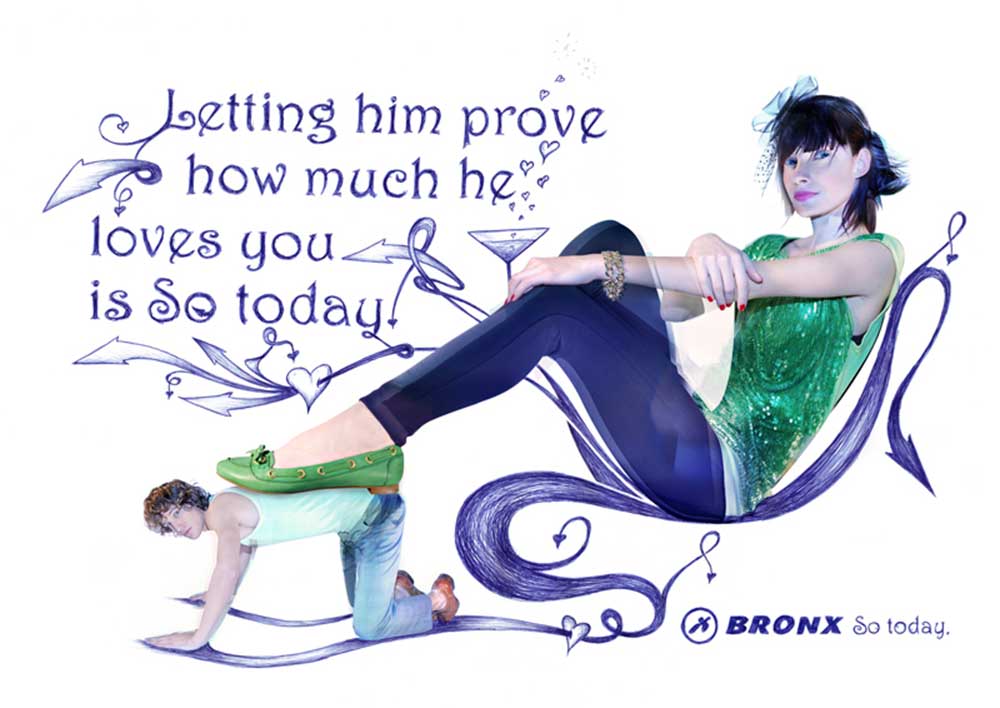 Letting him prove
how much he
loves you
is So today!
BRONX So today.